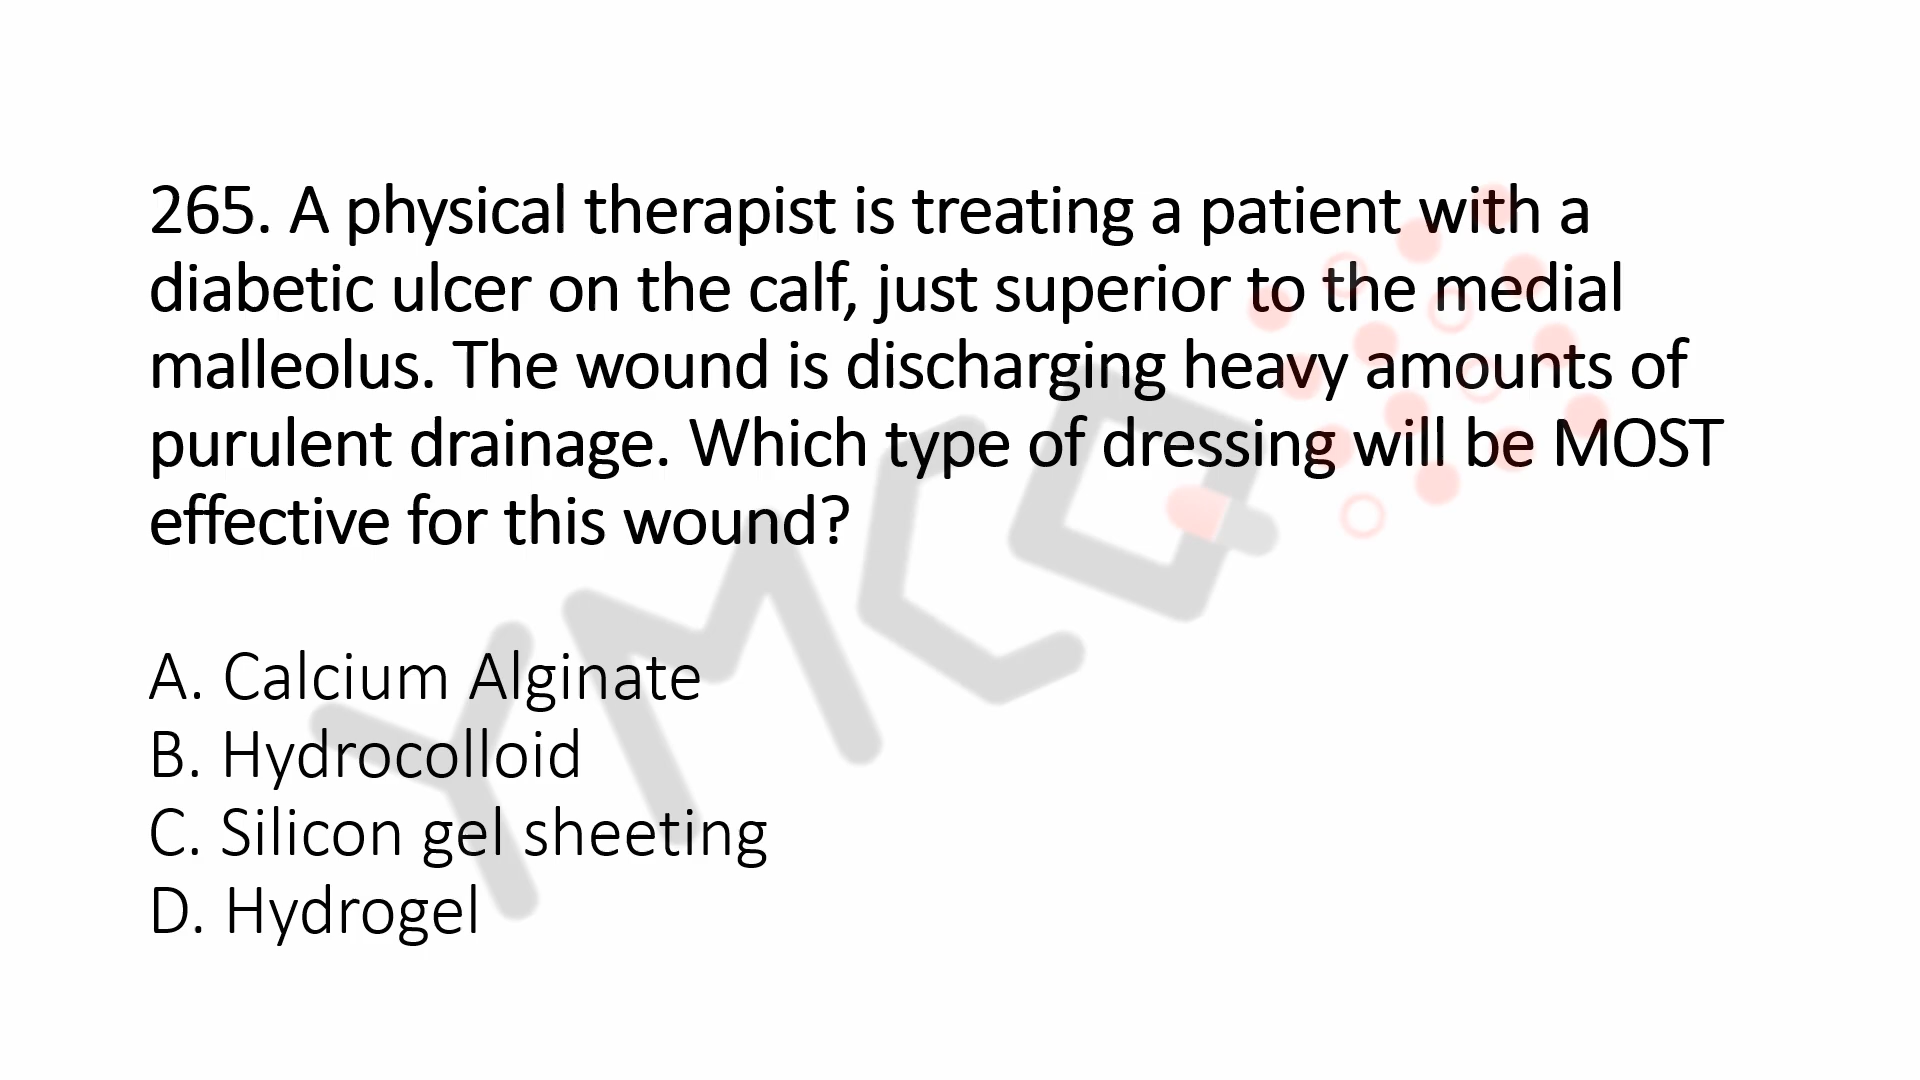 265. A physical therapist is treating a patient with a
diabetic ulcer on the calf, just superior to the medial
malleolus. The wound is discharging heavy amounts of
purulent drainage. Which type of dressing will be MOST
effective for this wound?
A. Calcium Alginate
B. Hydrocolloid
C. Silicon gel sheeting
D. Hydrogel
YMCQ